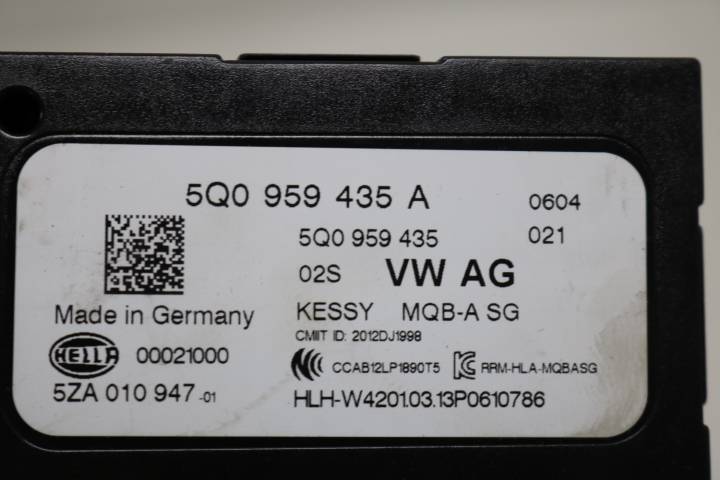 5Q0 959 435 A 0604
5Q0 959 435 021
02S VW AG
Made in Germany KESSY MQB-A SG
CMIIT ID: 2012DJ1998
HELLA 00021000 CCAB12LP1890T5 RRM-HLA-MQBASG
5ZA 010 947 -01 HLH-W4201.03.13P0610786